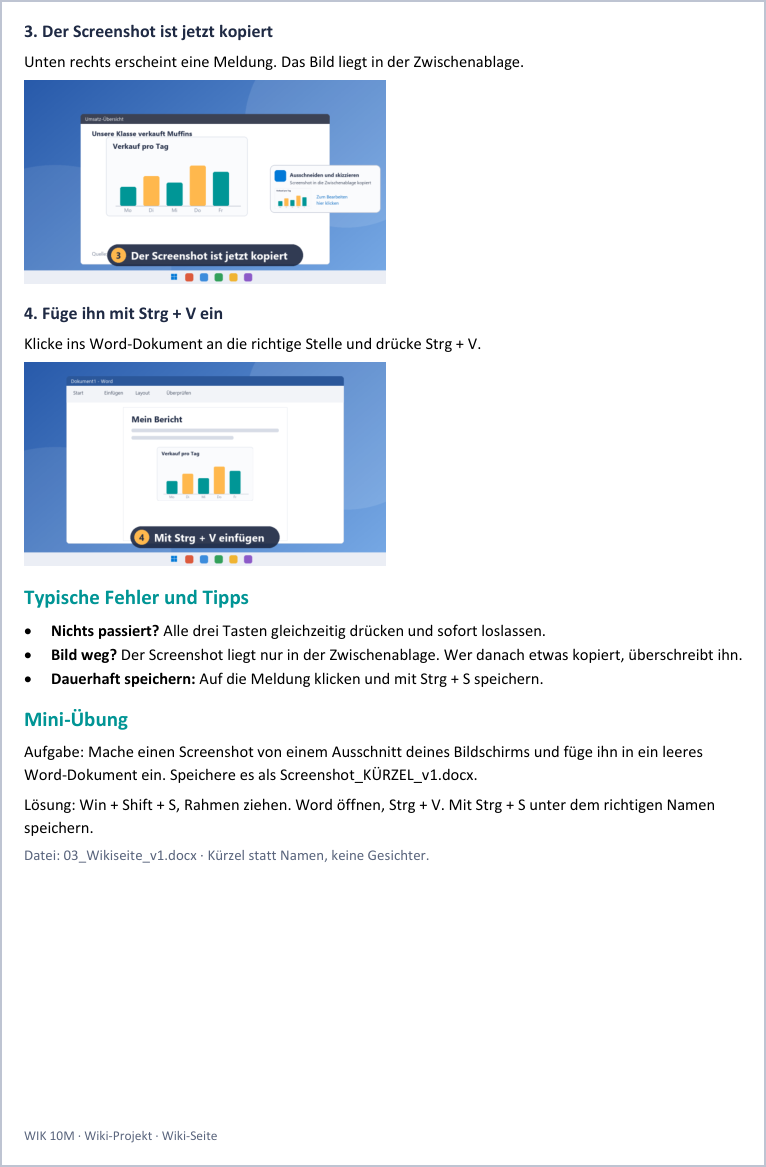 3. Der Screenshot ist jetzt kopiert
Unten rechts erscheint eine Meldung. Das Bild liegt in der Zwischenablage.
Umsatz-Übersicht
Unsere Klasse verkauft Muffins
Verkauf pro Tag
Mo Di Mi Do Fr
Ausschneiden und skizzieren
Screenshot in die Zwischenablage kopiert
Zum Bearbeiten
hier klicken
Quelle
3 Der Screenshot ist jetzt kopiert
4. Füge ihn mit Strg + V ein
Klicke ins Word-Dokument an die richtige Stelle und drücke Strg + V.
Dokument1 - Word
Start Einfügen Layout Überprüfen
Mein Bericht
Verkauf pro Tag
Mo Di Mi Do Fr
4 Mit Strg + V einfügen
Typische Fehler und Tipps
• Nichts passiert? Alle drei Tasten gleichzeitig drücken und sofort loslassen.
• Bild weg? Der Screenshot liegt nur in der Zwischenablage. Wer danach etwas kopiert, überschreibt ihn.
• Dauerhaft speichern: Auf die Meldung klicken und mit Strg + S speichern.
Mini-Übung
Aufgabe: Mache einen Screenshot von einem Ausschnitt deines Bildschirms und füge ihn in ein leeres
Word-Dokument ein. Speichere es als Screenshot_KÜRZEL_v1.docx.
Lösung: Win + Shift + S, Rahmen ziehen. Word öffnen, Strg + V. Mit Strg + S unter dem richtigen Namen
speichern.
Datei: 03_Wikiseite_v1.docx · Kürzel statt Namen, keine Gesichter.
WIK 10M · Wiki-Projekt · Wiki-Seite